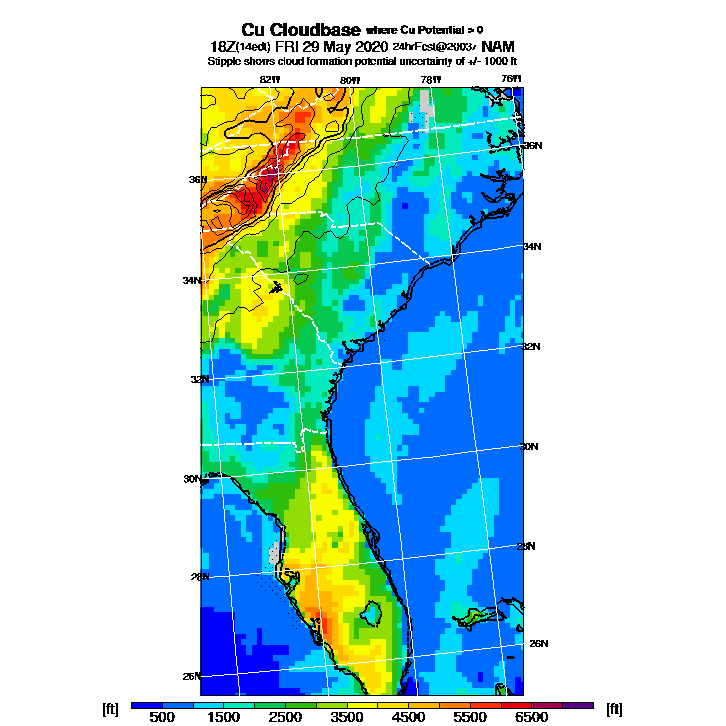 Cu Cloudbase where Cu Potential > 0
18Z(14edt) FRI 29 May 2020 24hrFcst@2003z NAM
Stipple shows cloud formation potential uncertainty of +/- 1000 ft
82W 80W 78W 76W
36N
36N
34N
34N
32N
32N
30N
30N
28N
28N
26N
26N
[ft] 500 1500 2500 3500 4500 5500 6500 [ft]